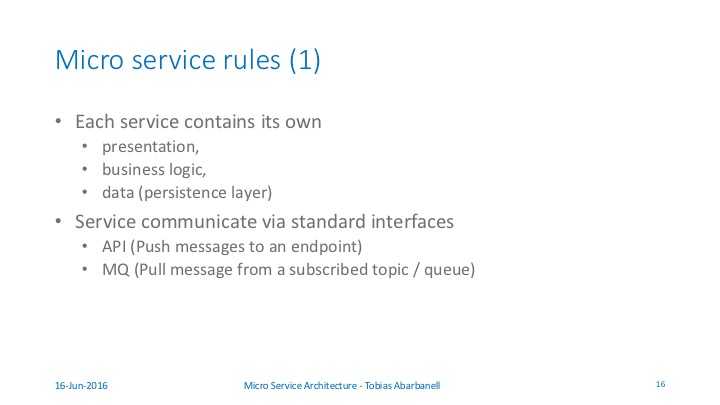 Micro service rules (1)
• Each service contains its own
• presentation,
• business logic,
• data (persistence layer)
• Service communicate via standard interfaces
• API (Push messages to an endpoint)
• MQ (Pull message from a subscribed topic / queue)
16-Jun-2016
Micro Service Architecture - Tobias Abarbanell
16